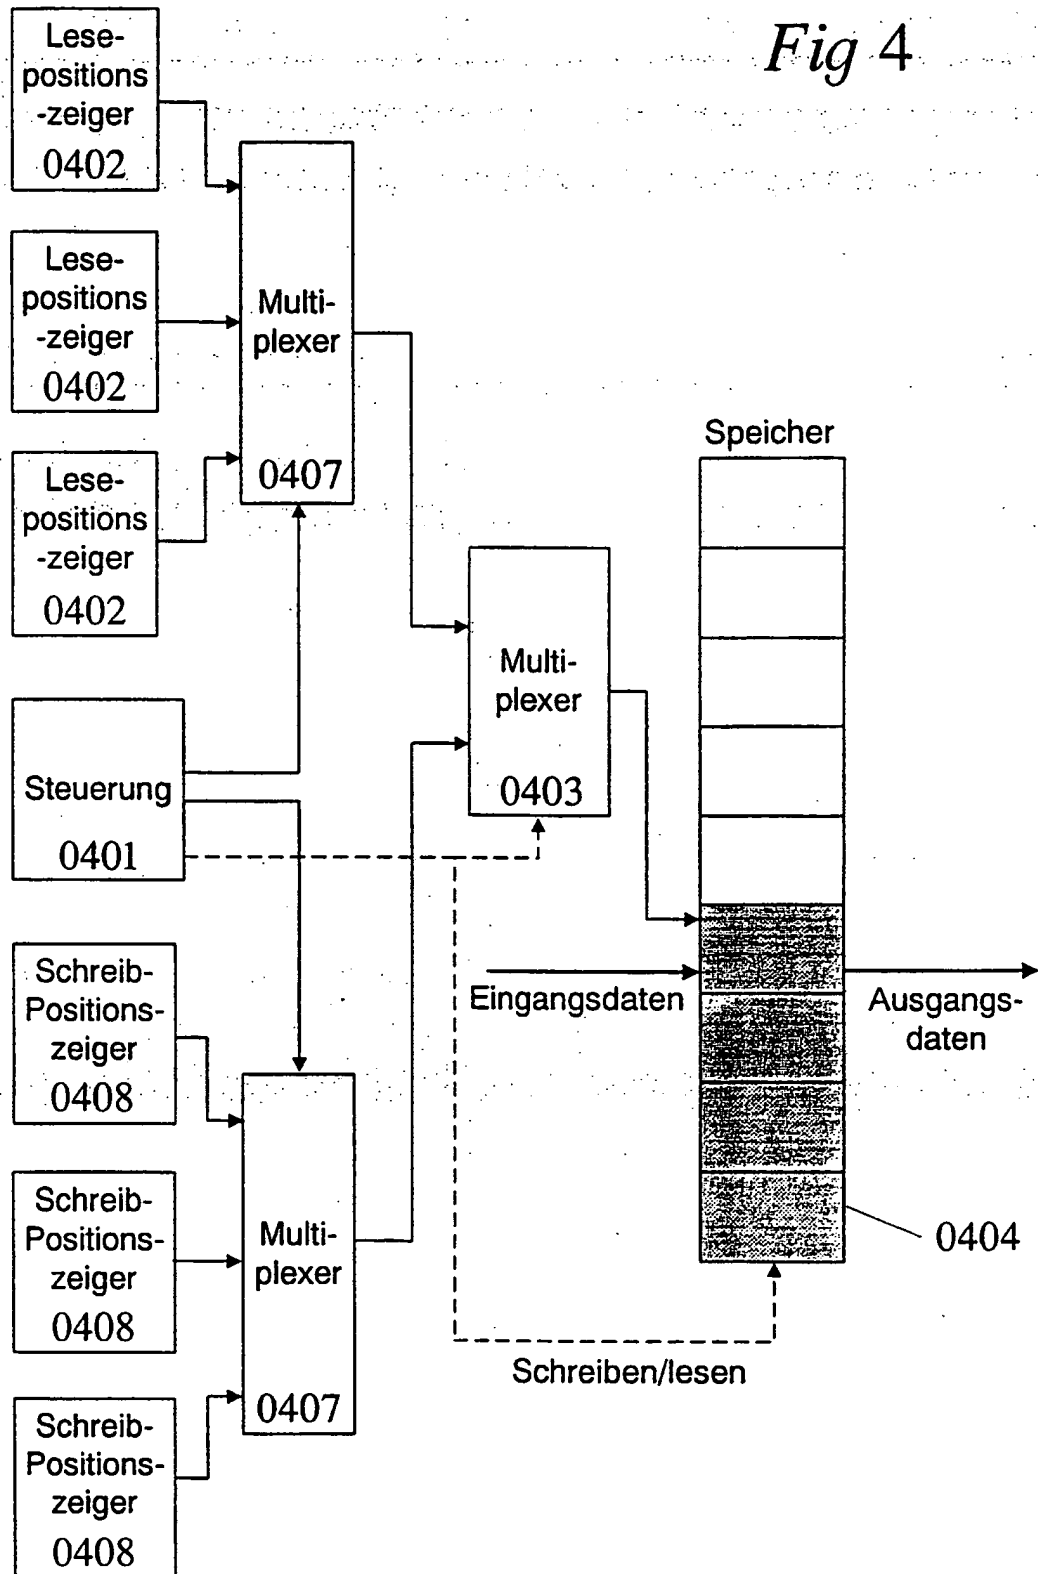 Fig 4
Lese-
positions
-zeiger
0402
Lese-
positions
-zeiger
0402
Lese-
positions
-zeiger
0402
Multi-
plexer
0407
Steuerung
0401
Multi-
plexer
0403
Speicher
Eingangsdaten
Ausgangs-
daten
0404
Schreiben/lesen
Schreib-
Positions-
zeiger
0408
Schreib-
Positions-
zeiger
0408
Schreib-
Positions-
zeiger
0408
Multi-
plexer
0407